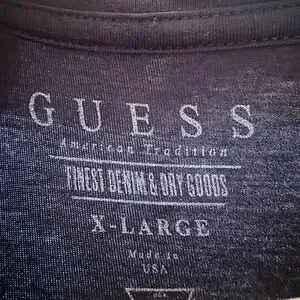 GUESS
American Tradition
FINEST DENIM & DRY GOODS
X-LARGE
Made in
USA